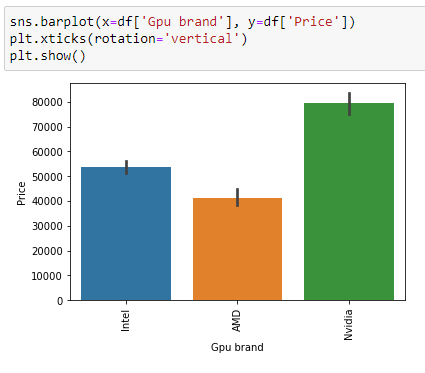 sns.barplot(x=df['Gpu brand'], y=df['Price'])
plt.xticks(rotation='vertical')
plt.show()
80000
70000
60000
50000
40000
30000
20000
10000
0
Price
Intel
AMD
Nvidia
Gpu brand